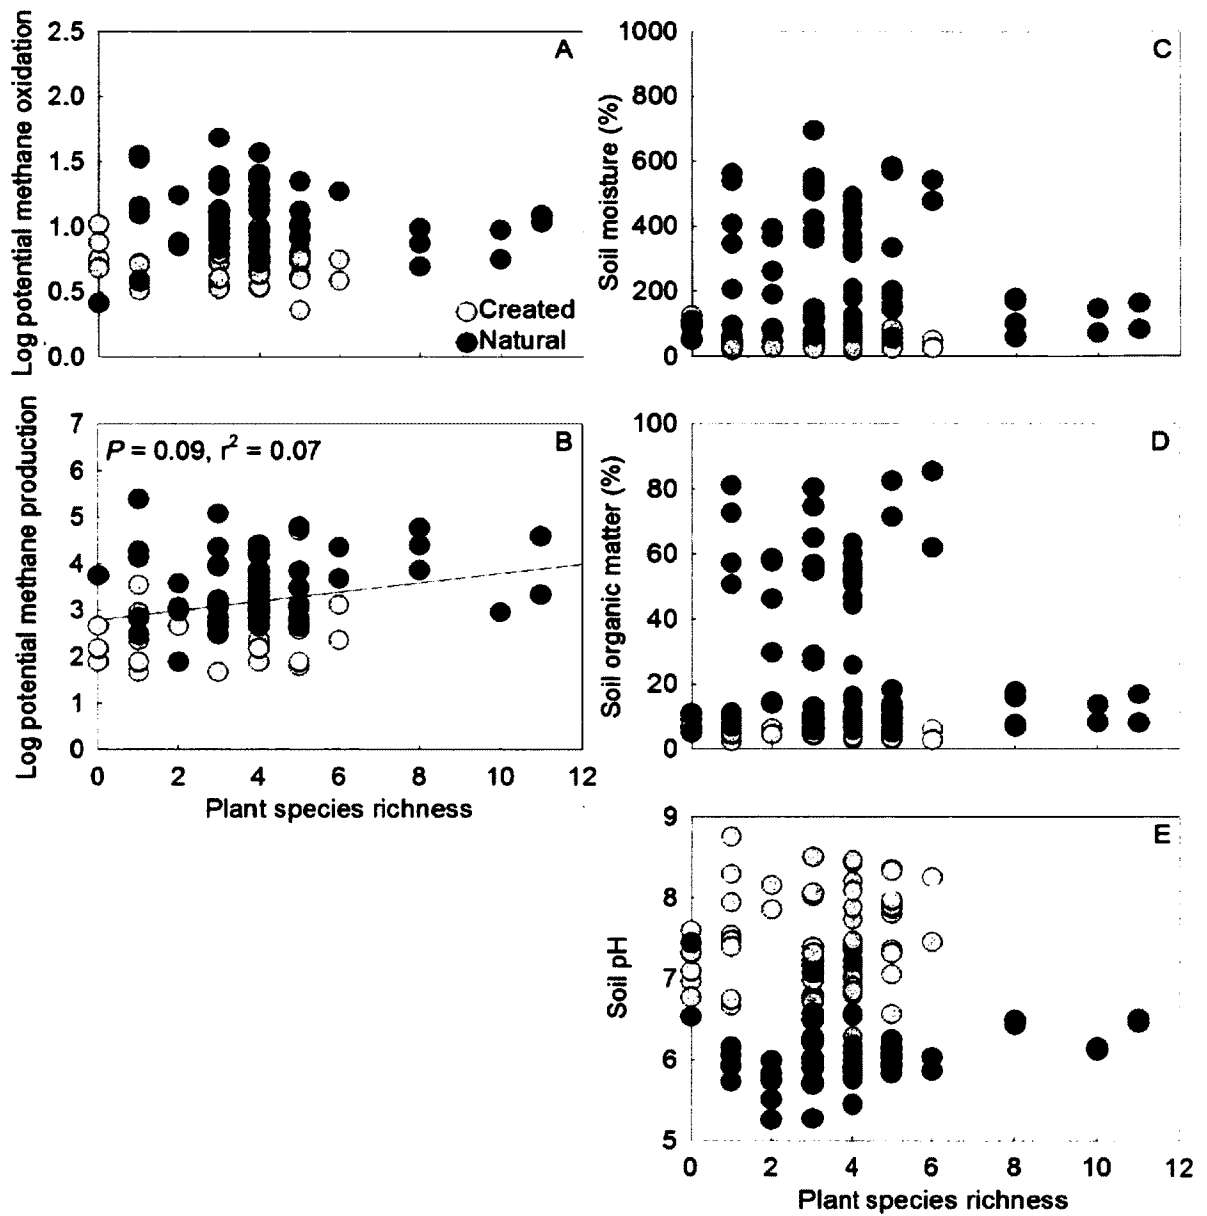 Log potential methane oxidation
2.5
2.0
1.5
1.0
0.5
0.0
A
Created
Natural
Log potential methane production
7
6
5
4
3
2
1
0
P = 0.09, r² = 0.07
B
0 2 4 6 8 10 12
Plant species richness
Soil moisture (%)
1000
800
600
400
200
0
C
Soil organic matter (%)
100
80
60
40
20
0
D
Soil pH
9
8
7
6
5
E
0 2 4 6 8 10 12
Plant species richness